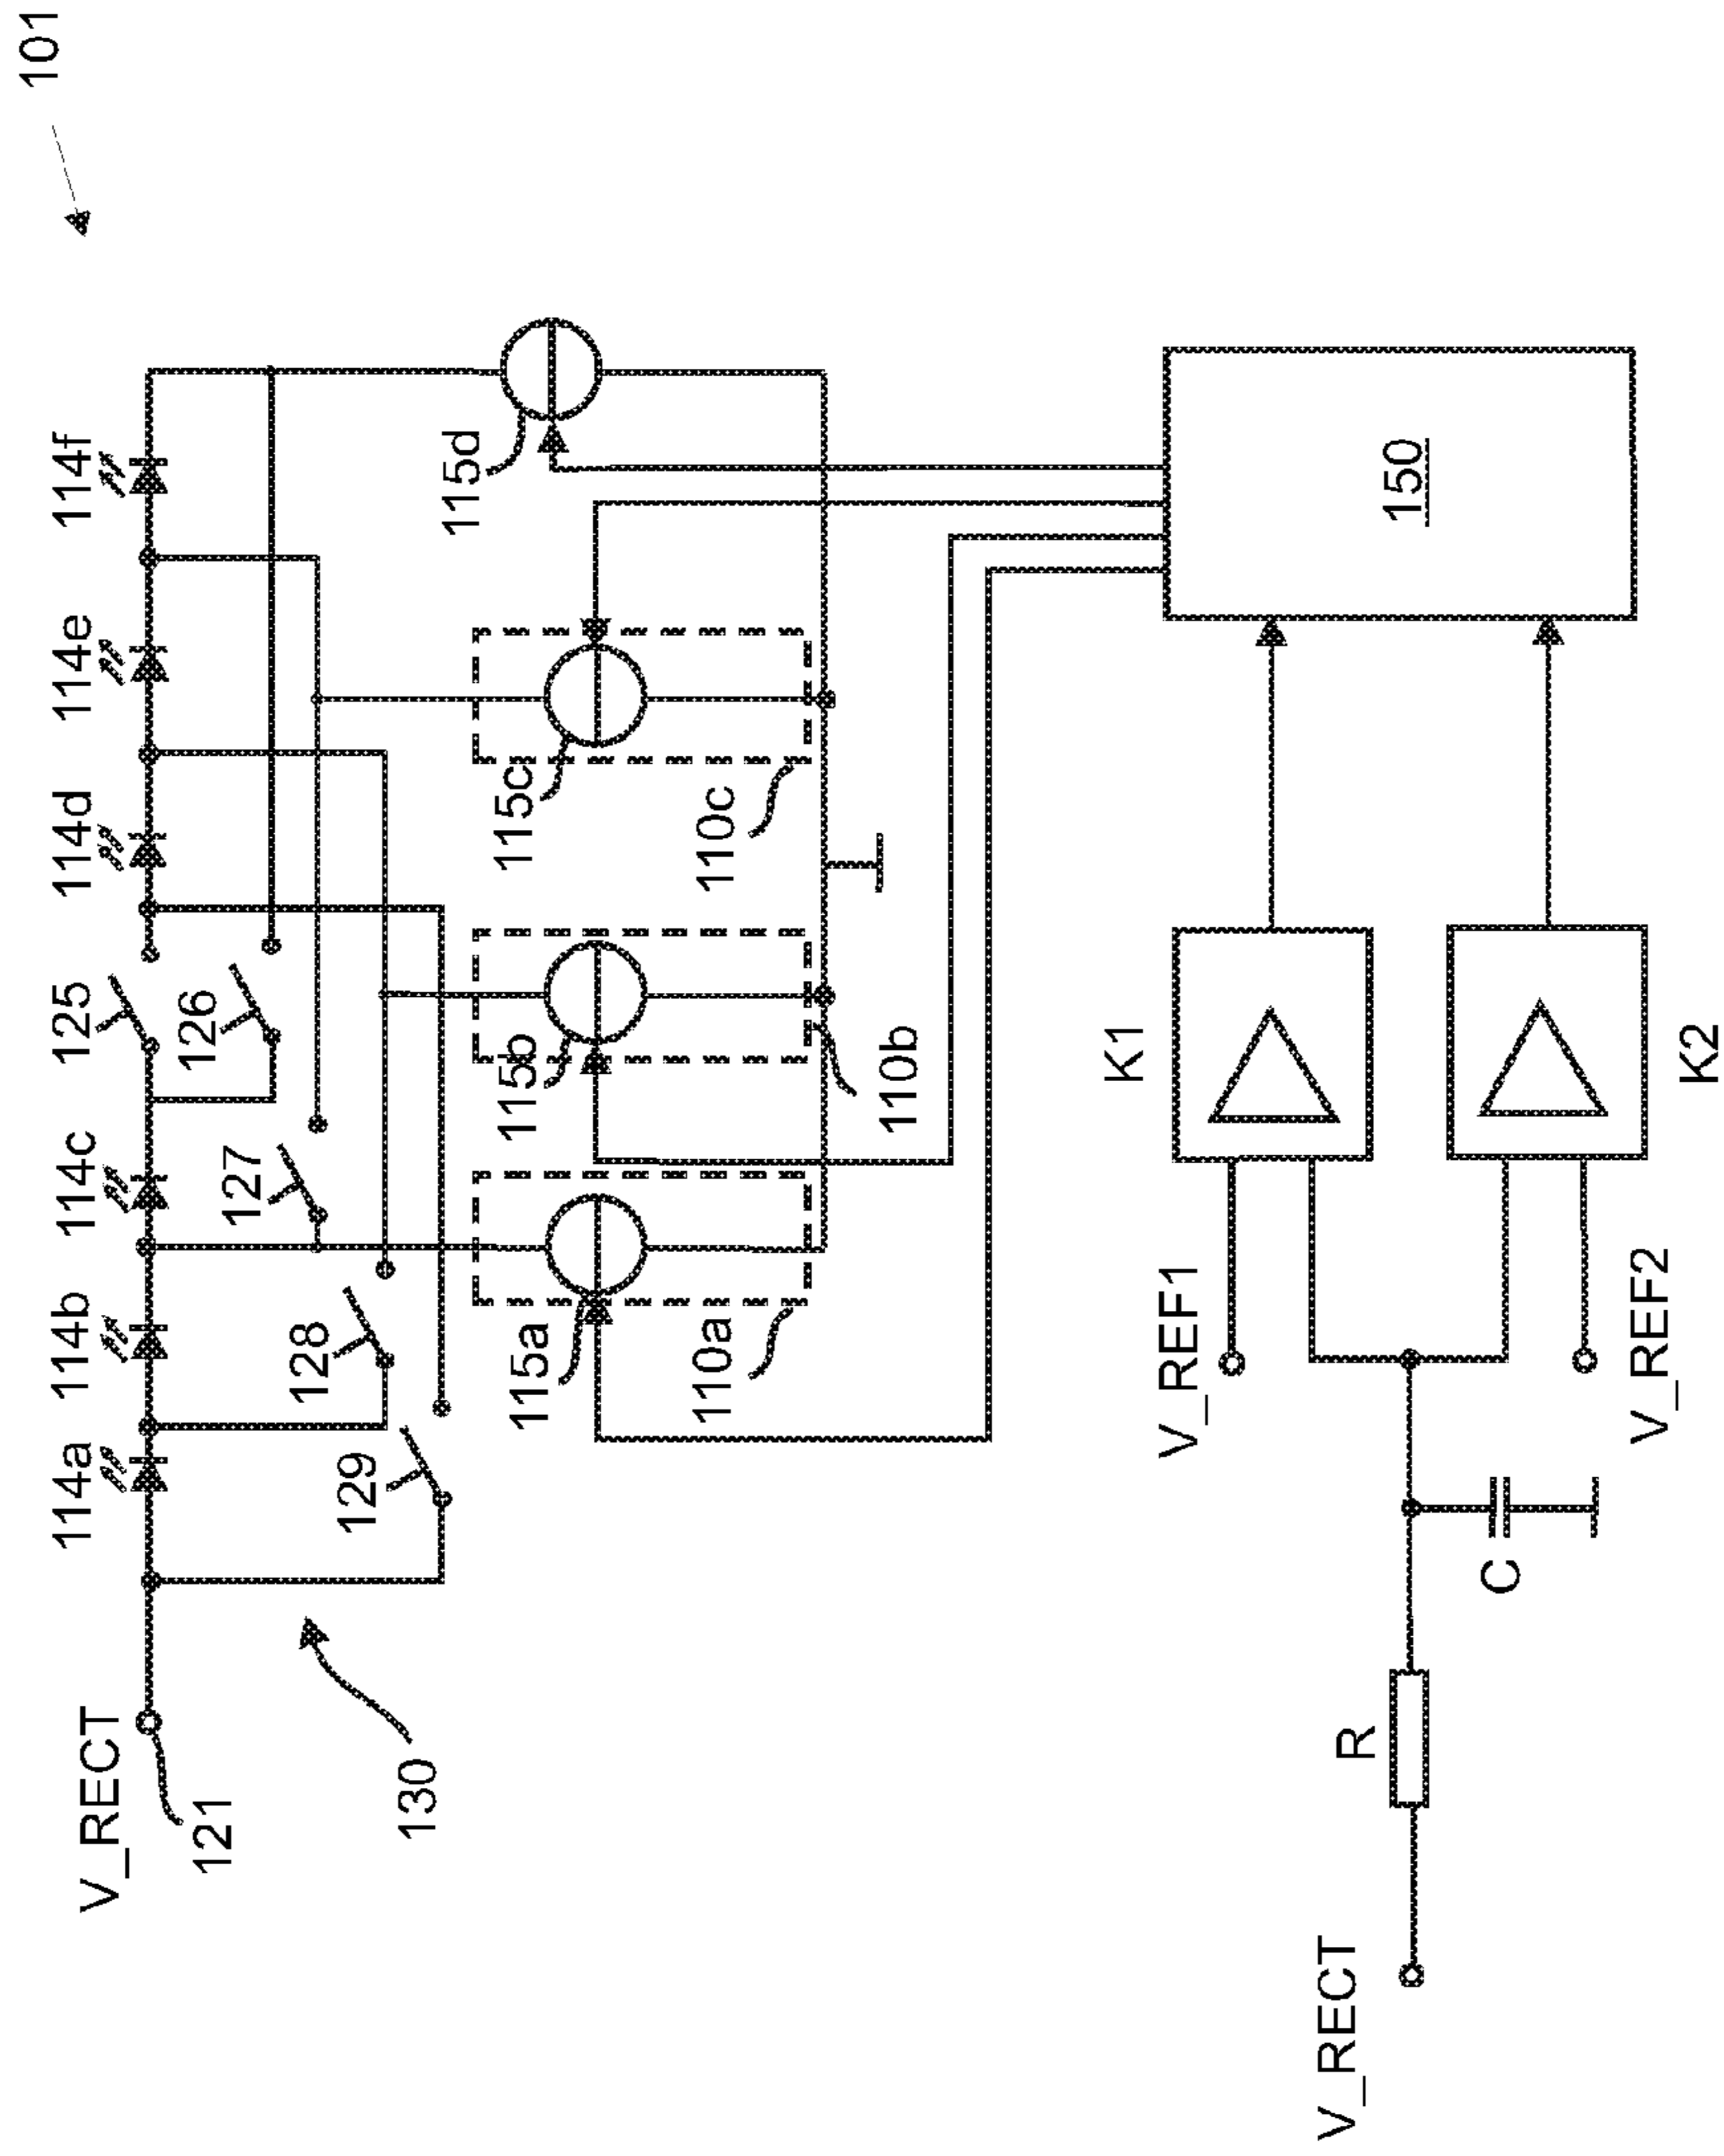 101
V_RECT
121
130
114a
114b
114c
114d
114e
114f
125
126
127
128
129
115a
115b
115c
115d
110a
110b
110c
150
V_RECT
R
C
V_REF1
V_REF2
K1
K2